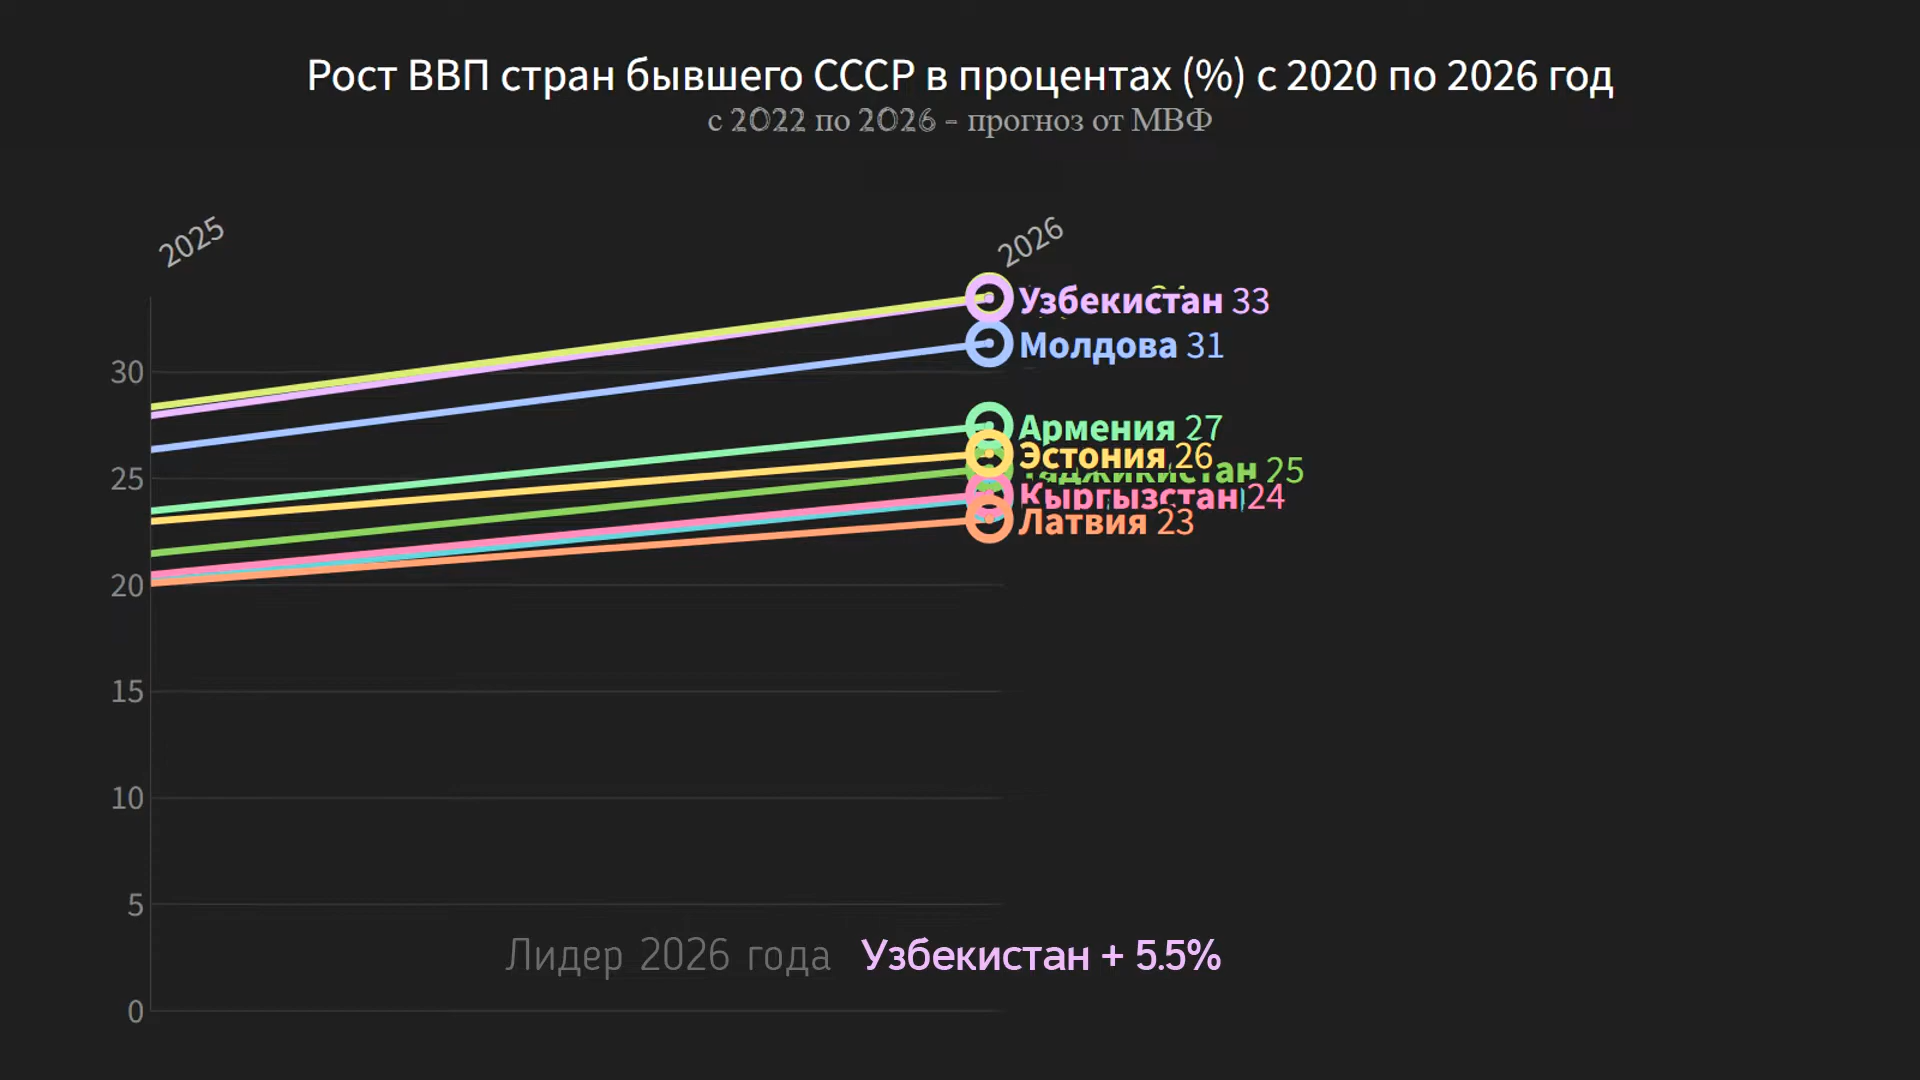 Рост ВВП стран бывшего СССР в процентах (%) с 2020 по 2026 год
с 2022 по 2026 - прогноз от МВФ
2025
2026
Узбекистан 33
Молдова 31
30
Армения 27
Эстония 26
Таджикистан 25
25
Кыргызстан 24
Латвия 23
20
15
10
5
Лидер 2026 года Узбекистан + 5.5%
0